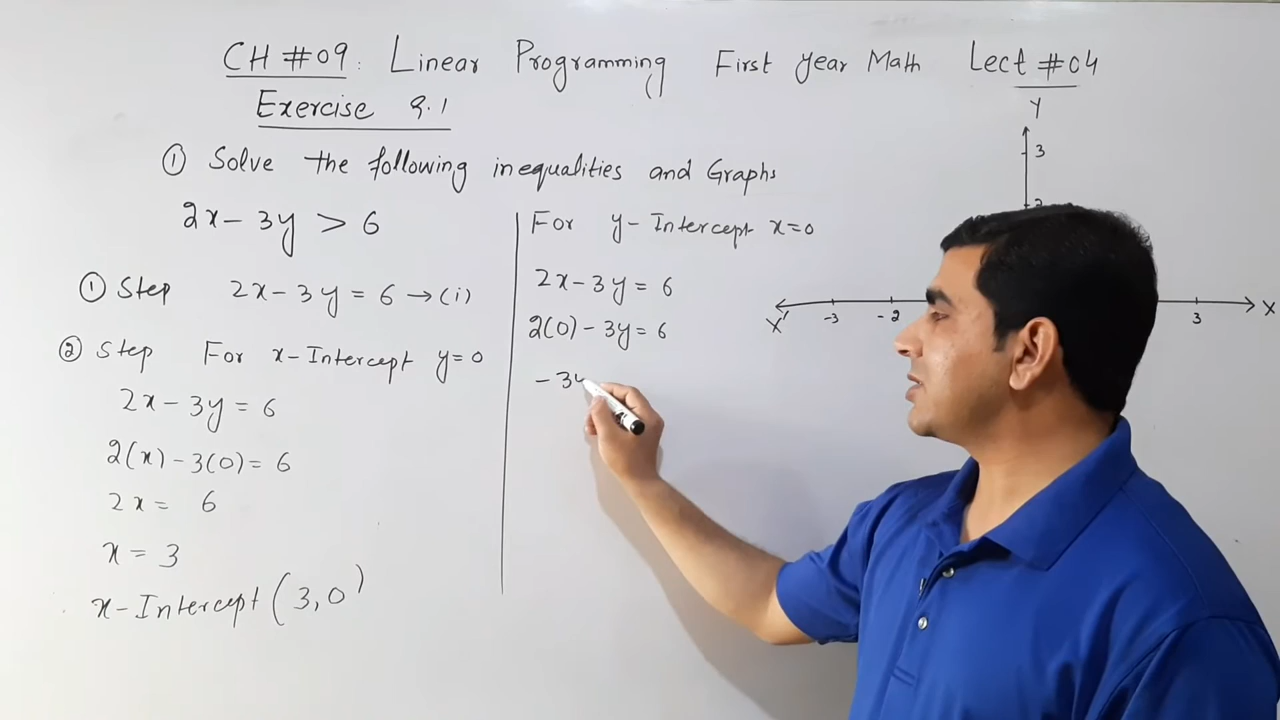 CH #09: Linear Programming First year Math Lect #04
Exercise 9.1
① Solve the following inequalities and Graphs
2x - 3y > 6
① Step 2x - 3y = 6 → (i)
② Step For x-Intercept y=0
2x - 3y = 6
2(x) - 3(0) = 6
2x = 6
x = 3
x-Intercept (3,0)
For y-Intercept x=0
2x - 3y = 6
2(0) - 3y = 6
- 3y
Y
3
2
X' -3 -2 3 X